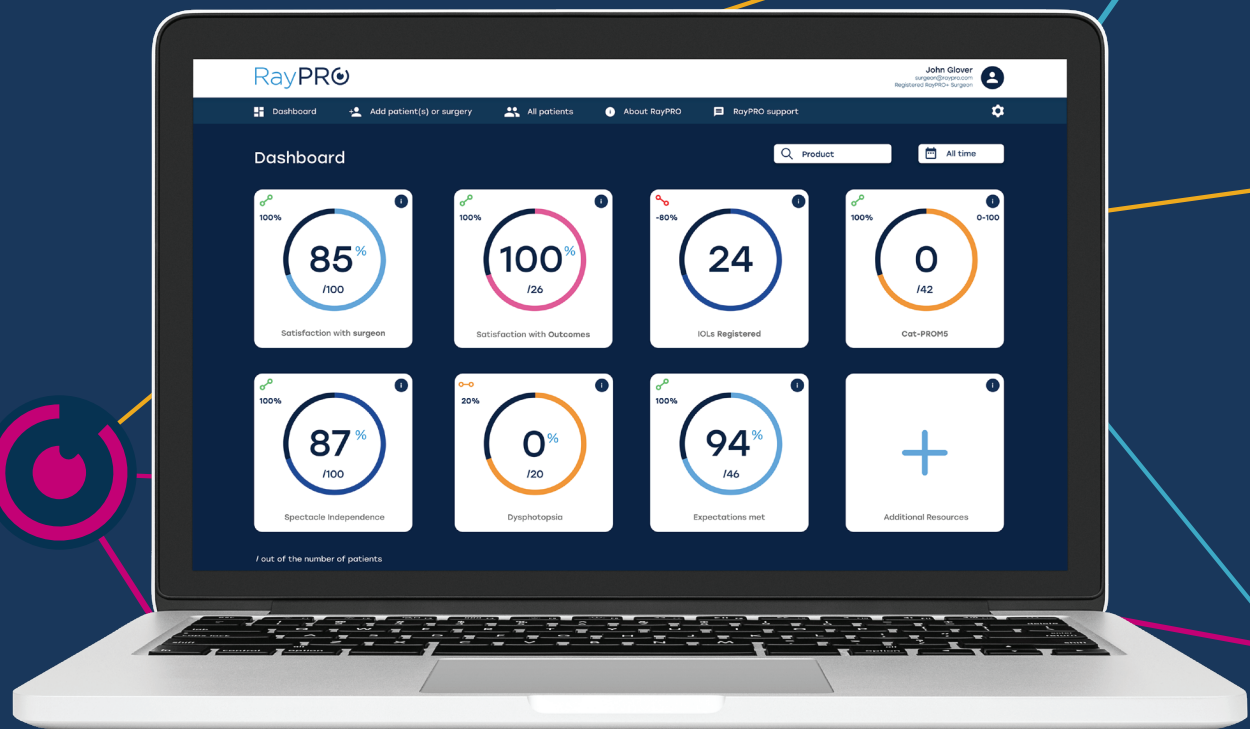 RayPRO
John Glover
surgeon@raypro.com
Registered RayPRO+ Surgeon
Dashboard
Add patient(s) or surgery
All patients
About RayPRO
RayPRO support
Dashboard
Product
All time
100%
85%
/100
Satisfaction with surgeon
100%
100%
/26
Satisfaction with Outcomes
-80%
24
IOLs Registered
100%
0-100
0
/42
Cat-PROM5
100%
87%
/100
Spectacle Independence
20%
0%
/20
Dysphotopsia
100%
94%
/46
Expectations met
Additional Resources
/ out of the number of patients
control
option
option